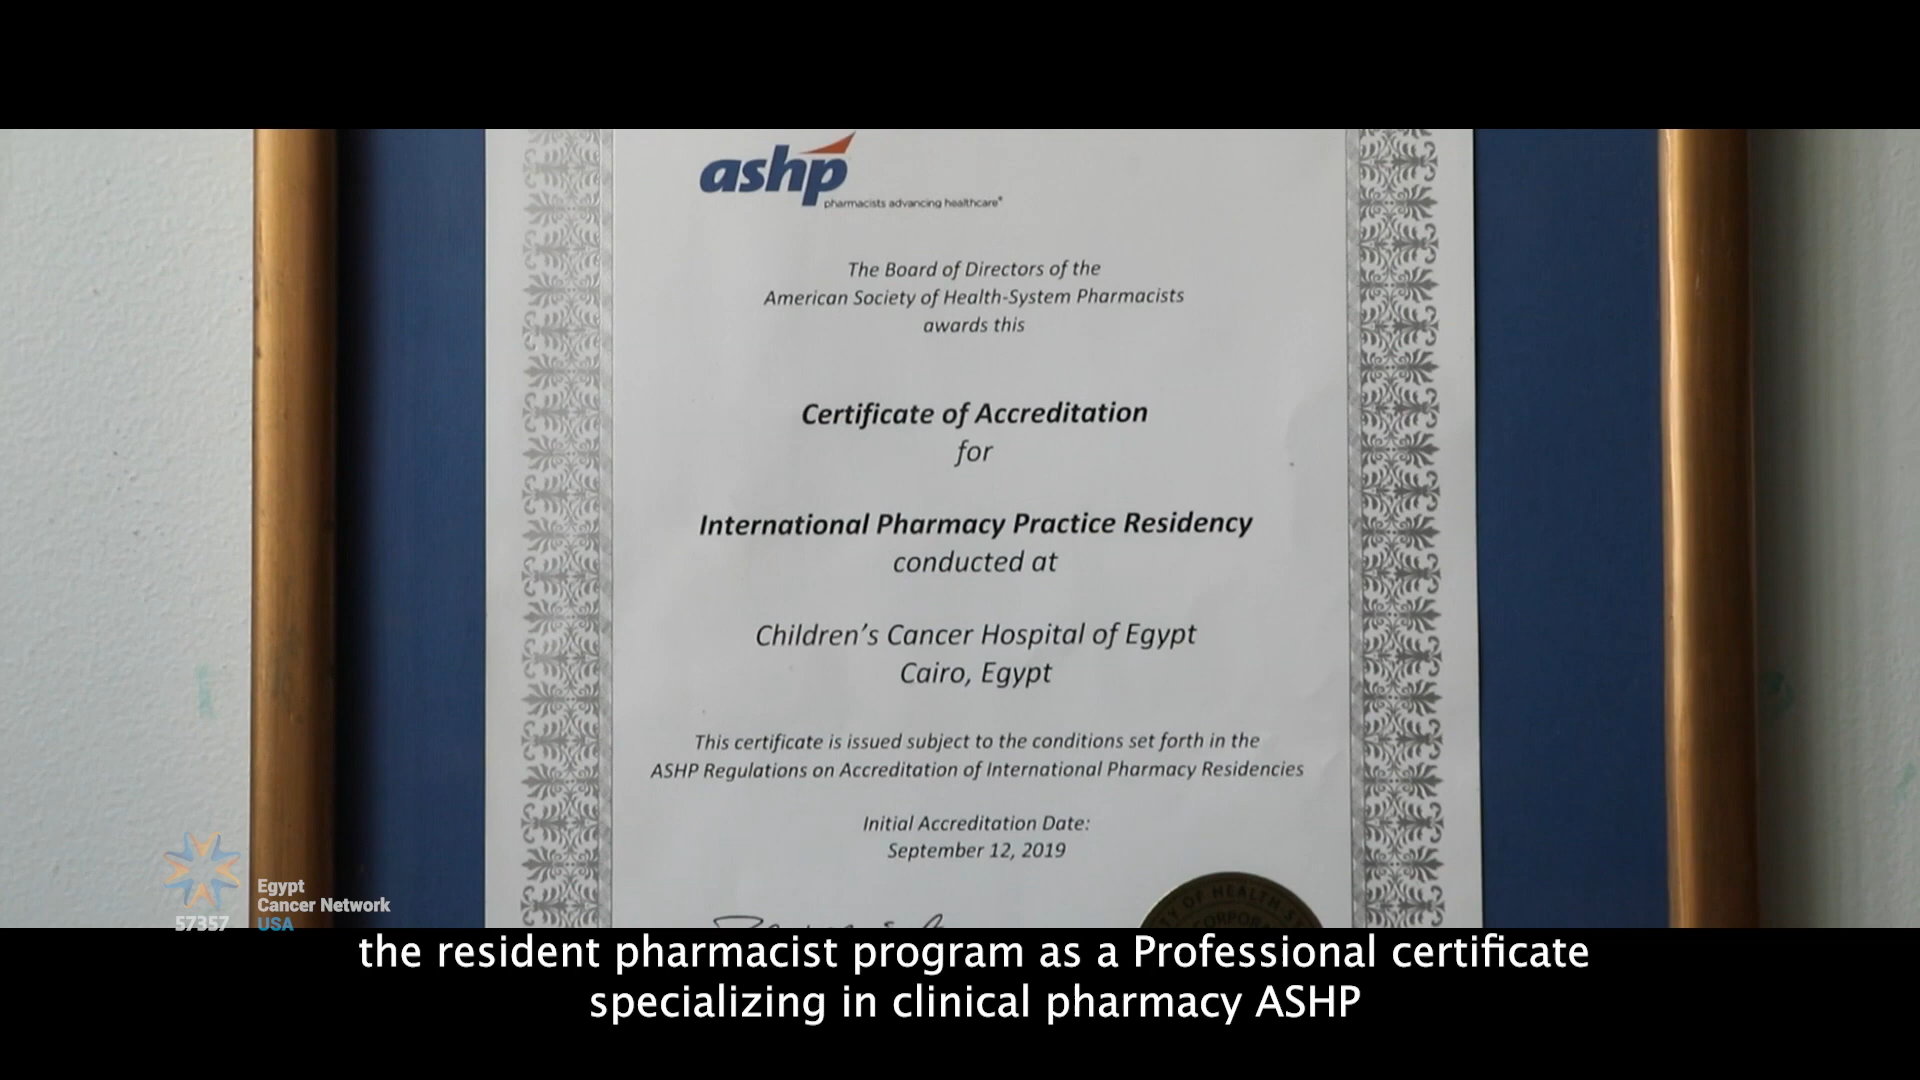 ashp
pharmacists advancing healthcare®
The Board of Directors of the
American Society of Health-System Pharmacists
awards this
Certificate of Accreditation
for
International Pharmacy Practice Residency
conducted at
Children's Cancer Hospital of Egypt
Cairo, Egypt
This certificate is issued subject to the conditions set forth in the
ASHP Regulations on Accreditation of International Pharmacy Residencies
Initial Accreditation Date:
September 12, 2019
OF HEALTH-S
57357
Egypt
Cancer Network
USA
the resident pharmacist program as a Professional certificate
specializing in clinical pharmacy ASHP